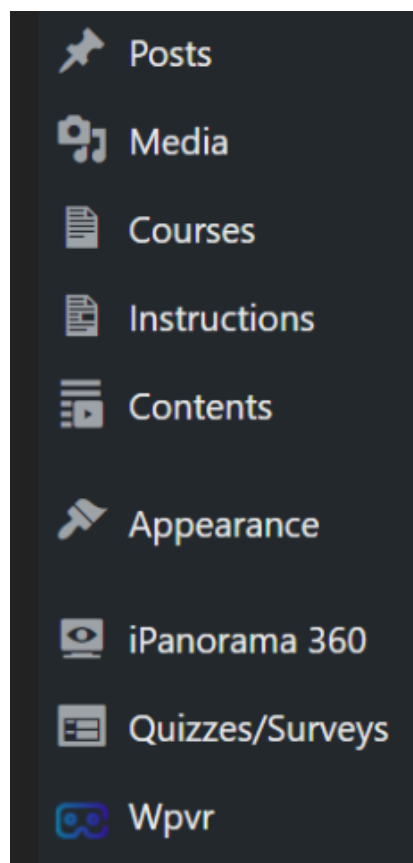 Posts
Media
Courses
Instructions
Contents
Appearance
iPanorama 360
Quizzes/Surveys
Wpvr